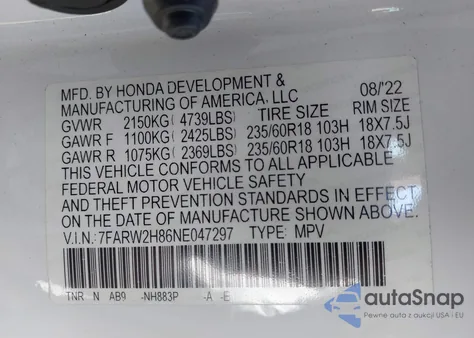 MFD. BY HONDA DEVELOPMENT &
MANUFACTURING OF AMERICA, LLC 08/'22
GVWR 2150KG(4739LBS) TIRE SIZE RIM SIZE
GAWR F 1100KG(2425LBS) 235/60R18 103H 18X7.5J
GAWR R 1075KG(2369LBS) 235/60R18 103H 18X7.5J
THIS VEHICLE CONFORMS TO ALL APPLICABLE
FEDERAL MOTOR VEHICLE SAFETY
AND THEFT PREVENTION STANDARDS IN EFFECT
ON THE DATE OF MANUFACTURE SHOWN ABOVE.
V.I.N.: 7FARW2H86NE047297 TYPE: MPV
TNR N AB9 -NH883P -A -E
autoSnap
Pewne auto z USA i EU